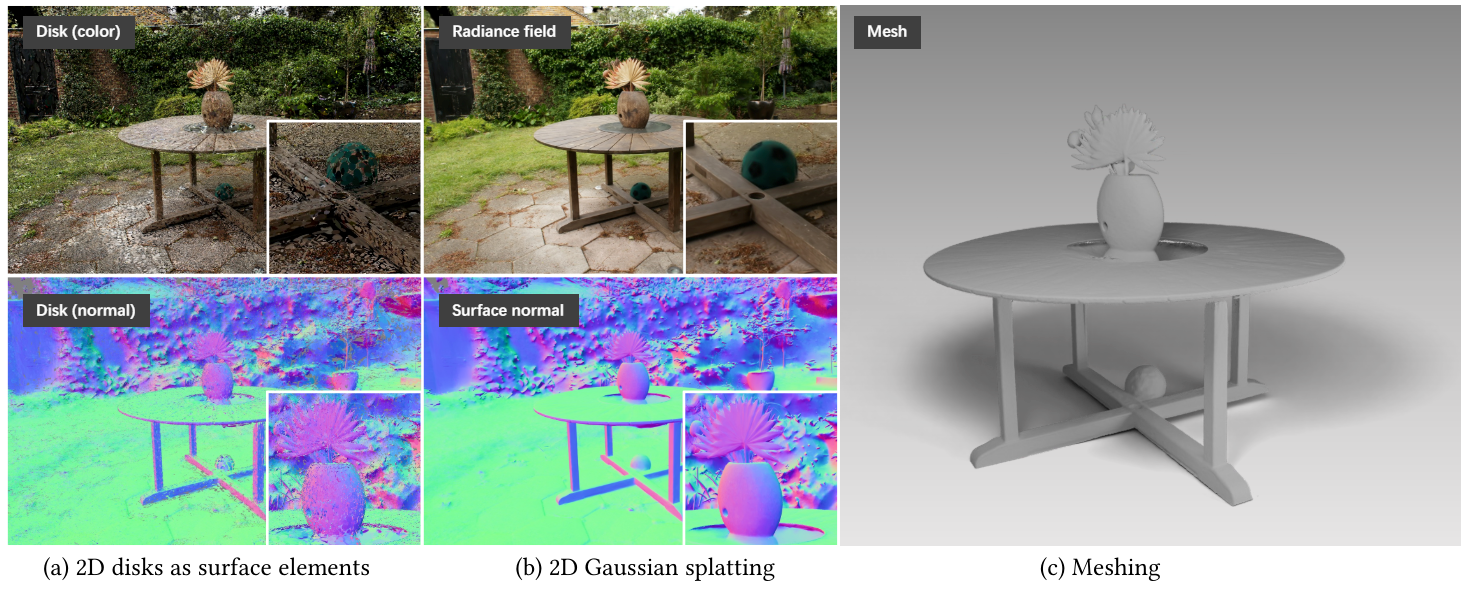 Disk (color)
Radiance field
Mesh
Disk (normal)
Surface normal
(a) 2D disks as surface elements
(b) 2D Gaussian splatting
(c) Meshing